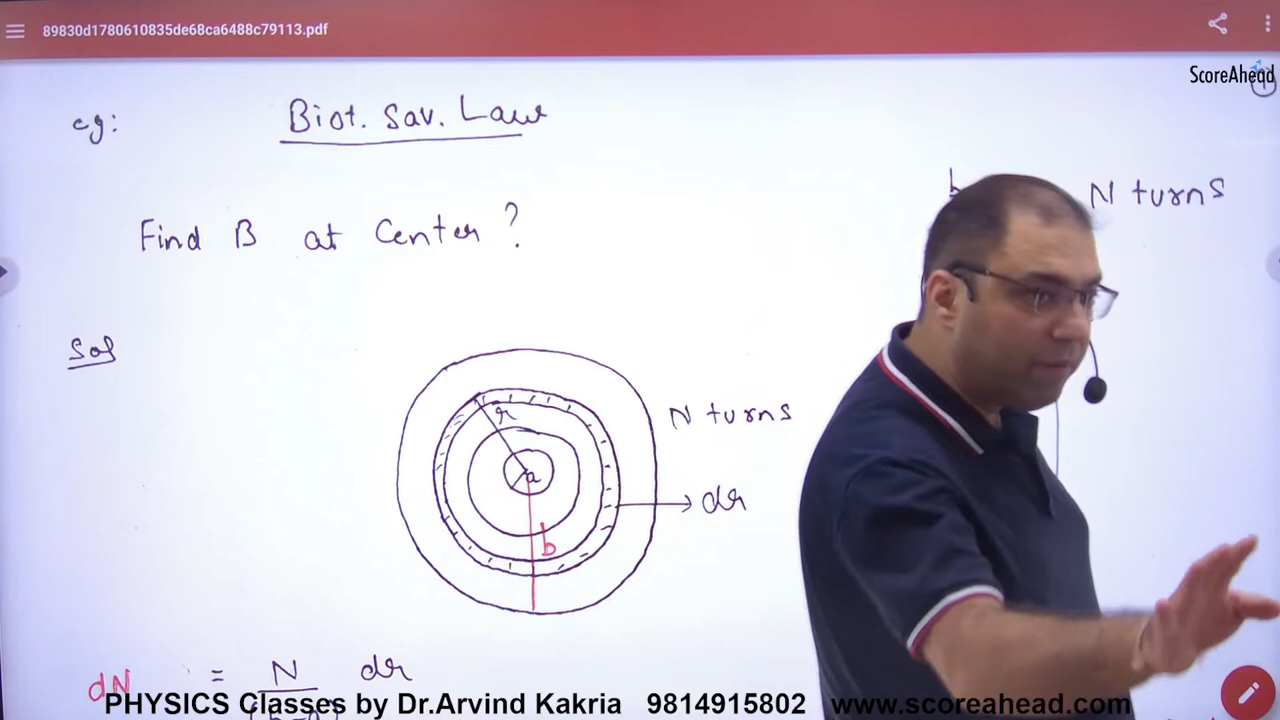 89830d1780610835de68ca6488c79113.pdf
ScoreAhead
eg: Biot. Sav. Law
N turns
Find B at Center ?
Sol
r
N turns
a
dr
b
dN = N dr
(b-a)
PHYSICS Classes by Dr.Arvind Kakria 9814915802 www.scoreahead.com